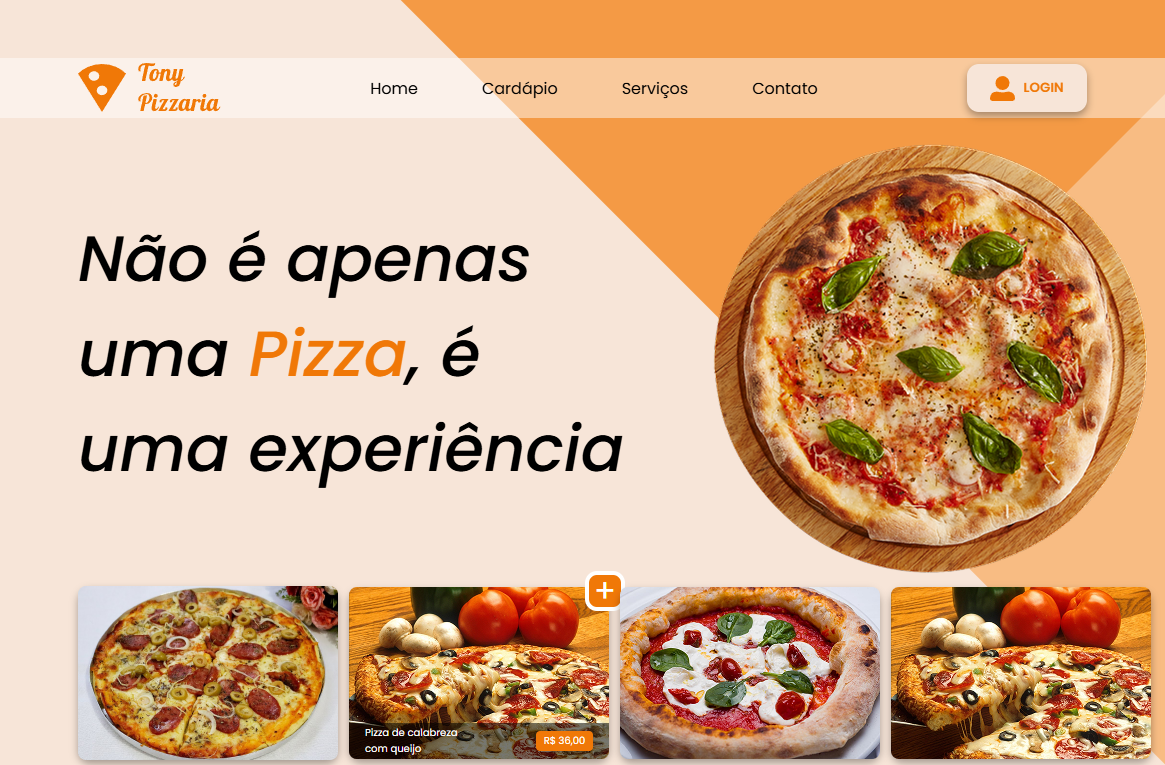 Tony
Pizzaria
Home
Cardápio
Serviços
Contato
LOGIN
Não é apenas
uma Pizza, é
uma experiência
+
Pizza de calabreza
com queijo
R$ 36,00